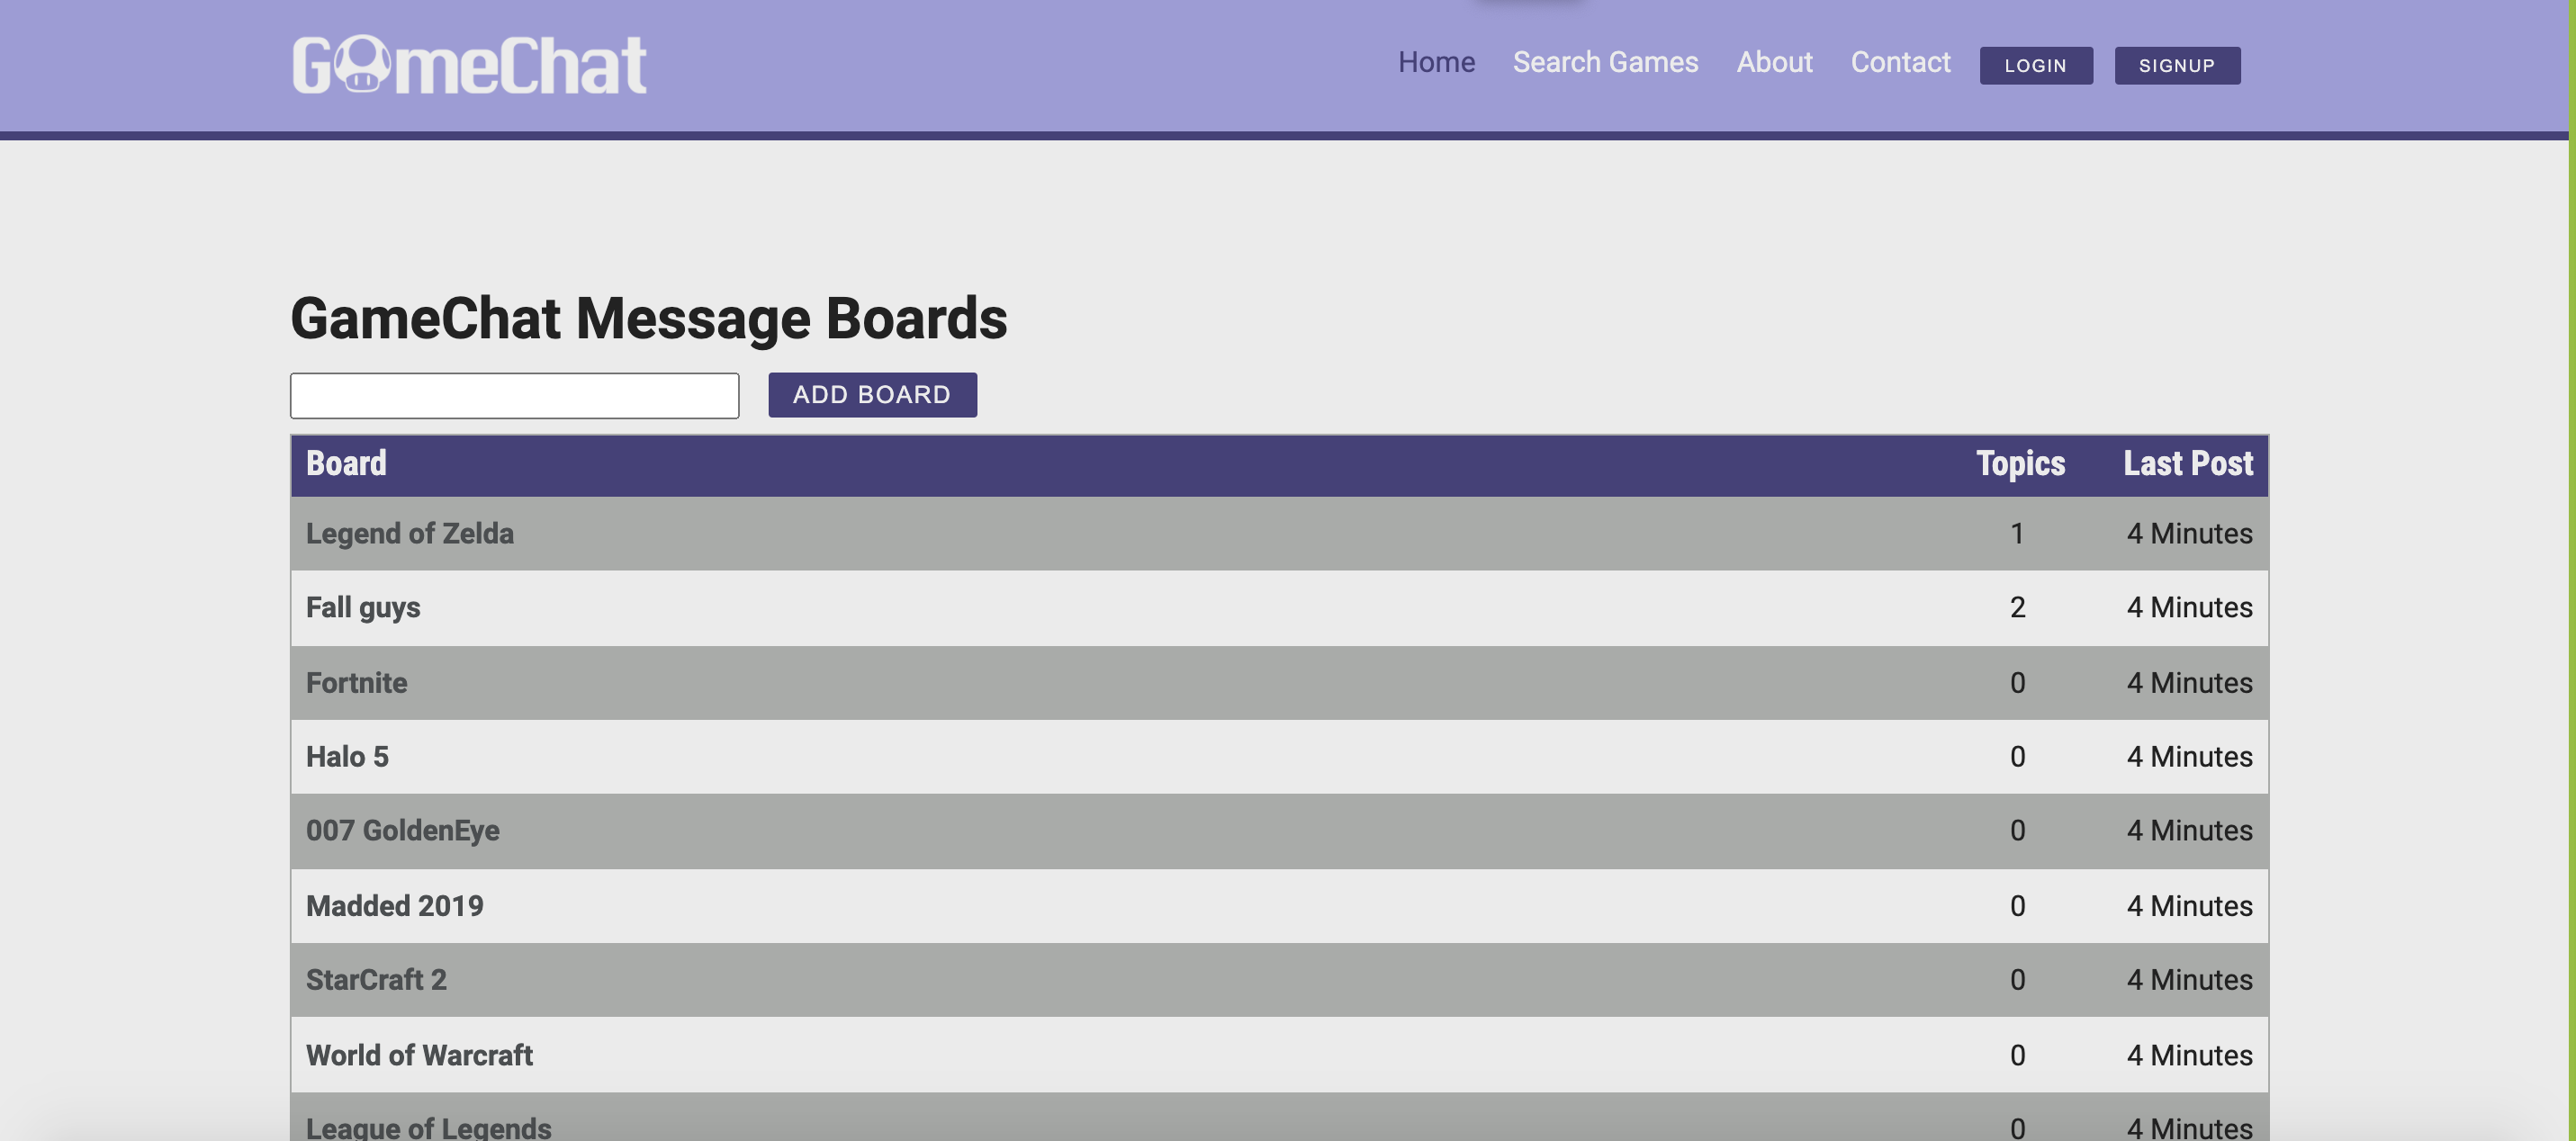 GameChat
Home Search Games About Contact LOGIN SIGNUP
GameChat Message Boards
ADD BOARD
Board Topics Last Post
Legend of Zelda 1 4 Minutes
Fall guys 2 4 Minutes
Fortnite 0 4 Minutes
Halo 5 0 4 Minutes
007 GoldenEye 0 4 Minutes
Madded 2019 0 4 Minutes
StarCraft 2 0 4 Minutes
World of Warcraft 0 4 Minutes
League of Legends 0 4 Minutes